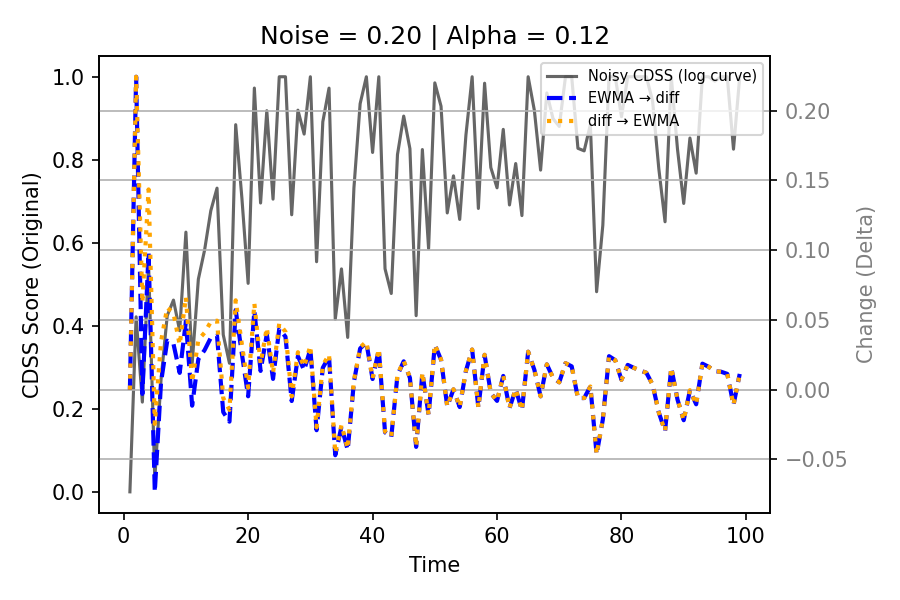 Noise = 0.20 | Alpha = 0.12
Noisy CDSS (log curve)
EWMA → diff
diff → EWMA
CDSS Score (Original)
1.0
0.8
0.6
0.4
0.2
0.0
0.20
0.15
0.10
0.05
0.00
−0.05
Change (Delta)
0 20 40 60 80 100
Time